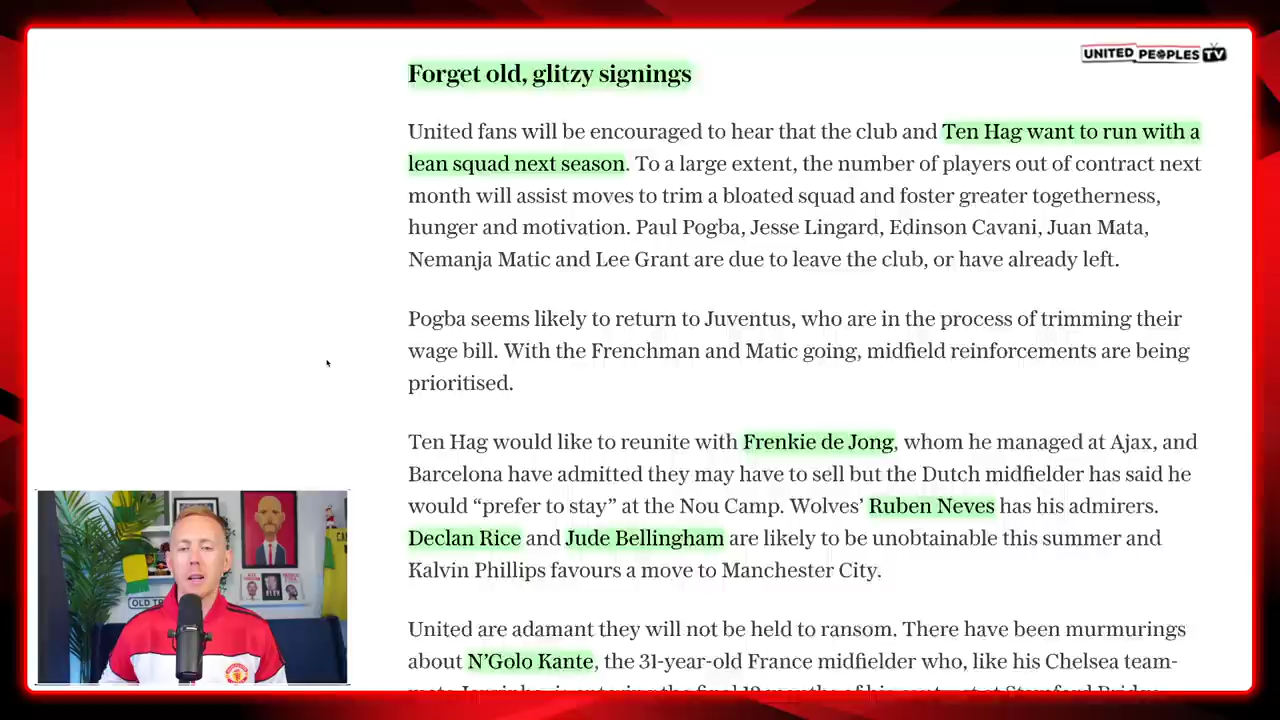 UNITED PEOPLES TV
Forget old, glitzy signings
United fans will be encouraged to hear that the club and Ten Hag want to run with a
lean squad next season. To a large extent, the number of players out of contract next
month will assist moves to trim a bloated squad and foster greater togetherness,
hunger and motivation. Paul Pogba, Jesse Lingard, Edinson Cavani, Juan Mata,
Nemanja Matic and Lee Grant are due to leave the club, or have already left.
Pogba seems likely to return to Juventus, who are in the process of trimming their
wage bill. With the Frenchman and Matic going, midfield reinforcements are being
prioritised.
Ten Hag would like to reunite with Frenkie de Jong, whom he managed at Ajax, and
Barcelona have admitted they may have to sell but the Dutch midfielder has said he
would “prefer to stay” at the Nou Camp. Wolves’ Ruben Neves has his admirers.
Declan Rice and Jude Bellingham are likely to be unobtainable this summer and
Kalvin Phillips favours a move to Manchester City.
United are adamant they will not be held to ransom. There have been murmurings
about N’Golo Kante, the 31-year-old France midfielder who, like his Chelsea team-
OLD TR